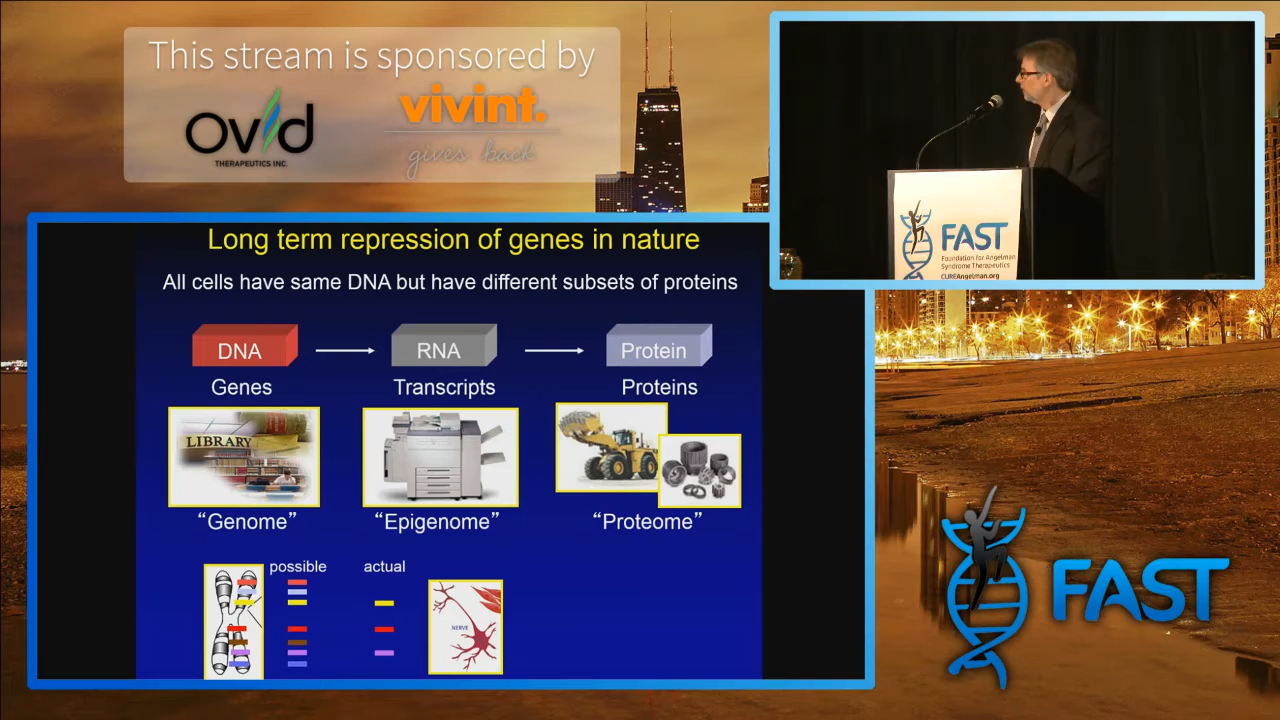 This stream is sponsored by
ovid
THERAPEUTICS INC.
vivint.
gives back
Long term repression of genes in nature
All cells have same DNA but have different subsets of proteins
DNA
RNA
Protein
Genes
Transcripts
Proteins
LIBRARY
“Genome”
“Epigenome”
“Proteome”
possible
actual
NERVE
FAST
Foundation for Angelman
Syndrome Therapeutics
CUREAngelman.org
FAST